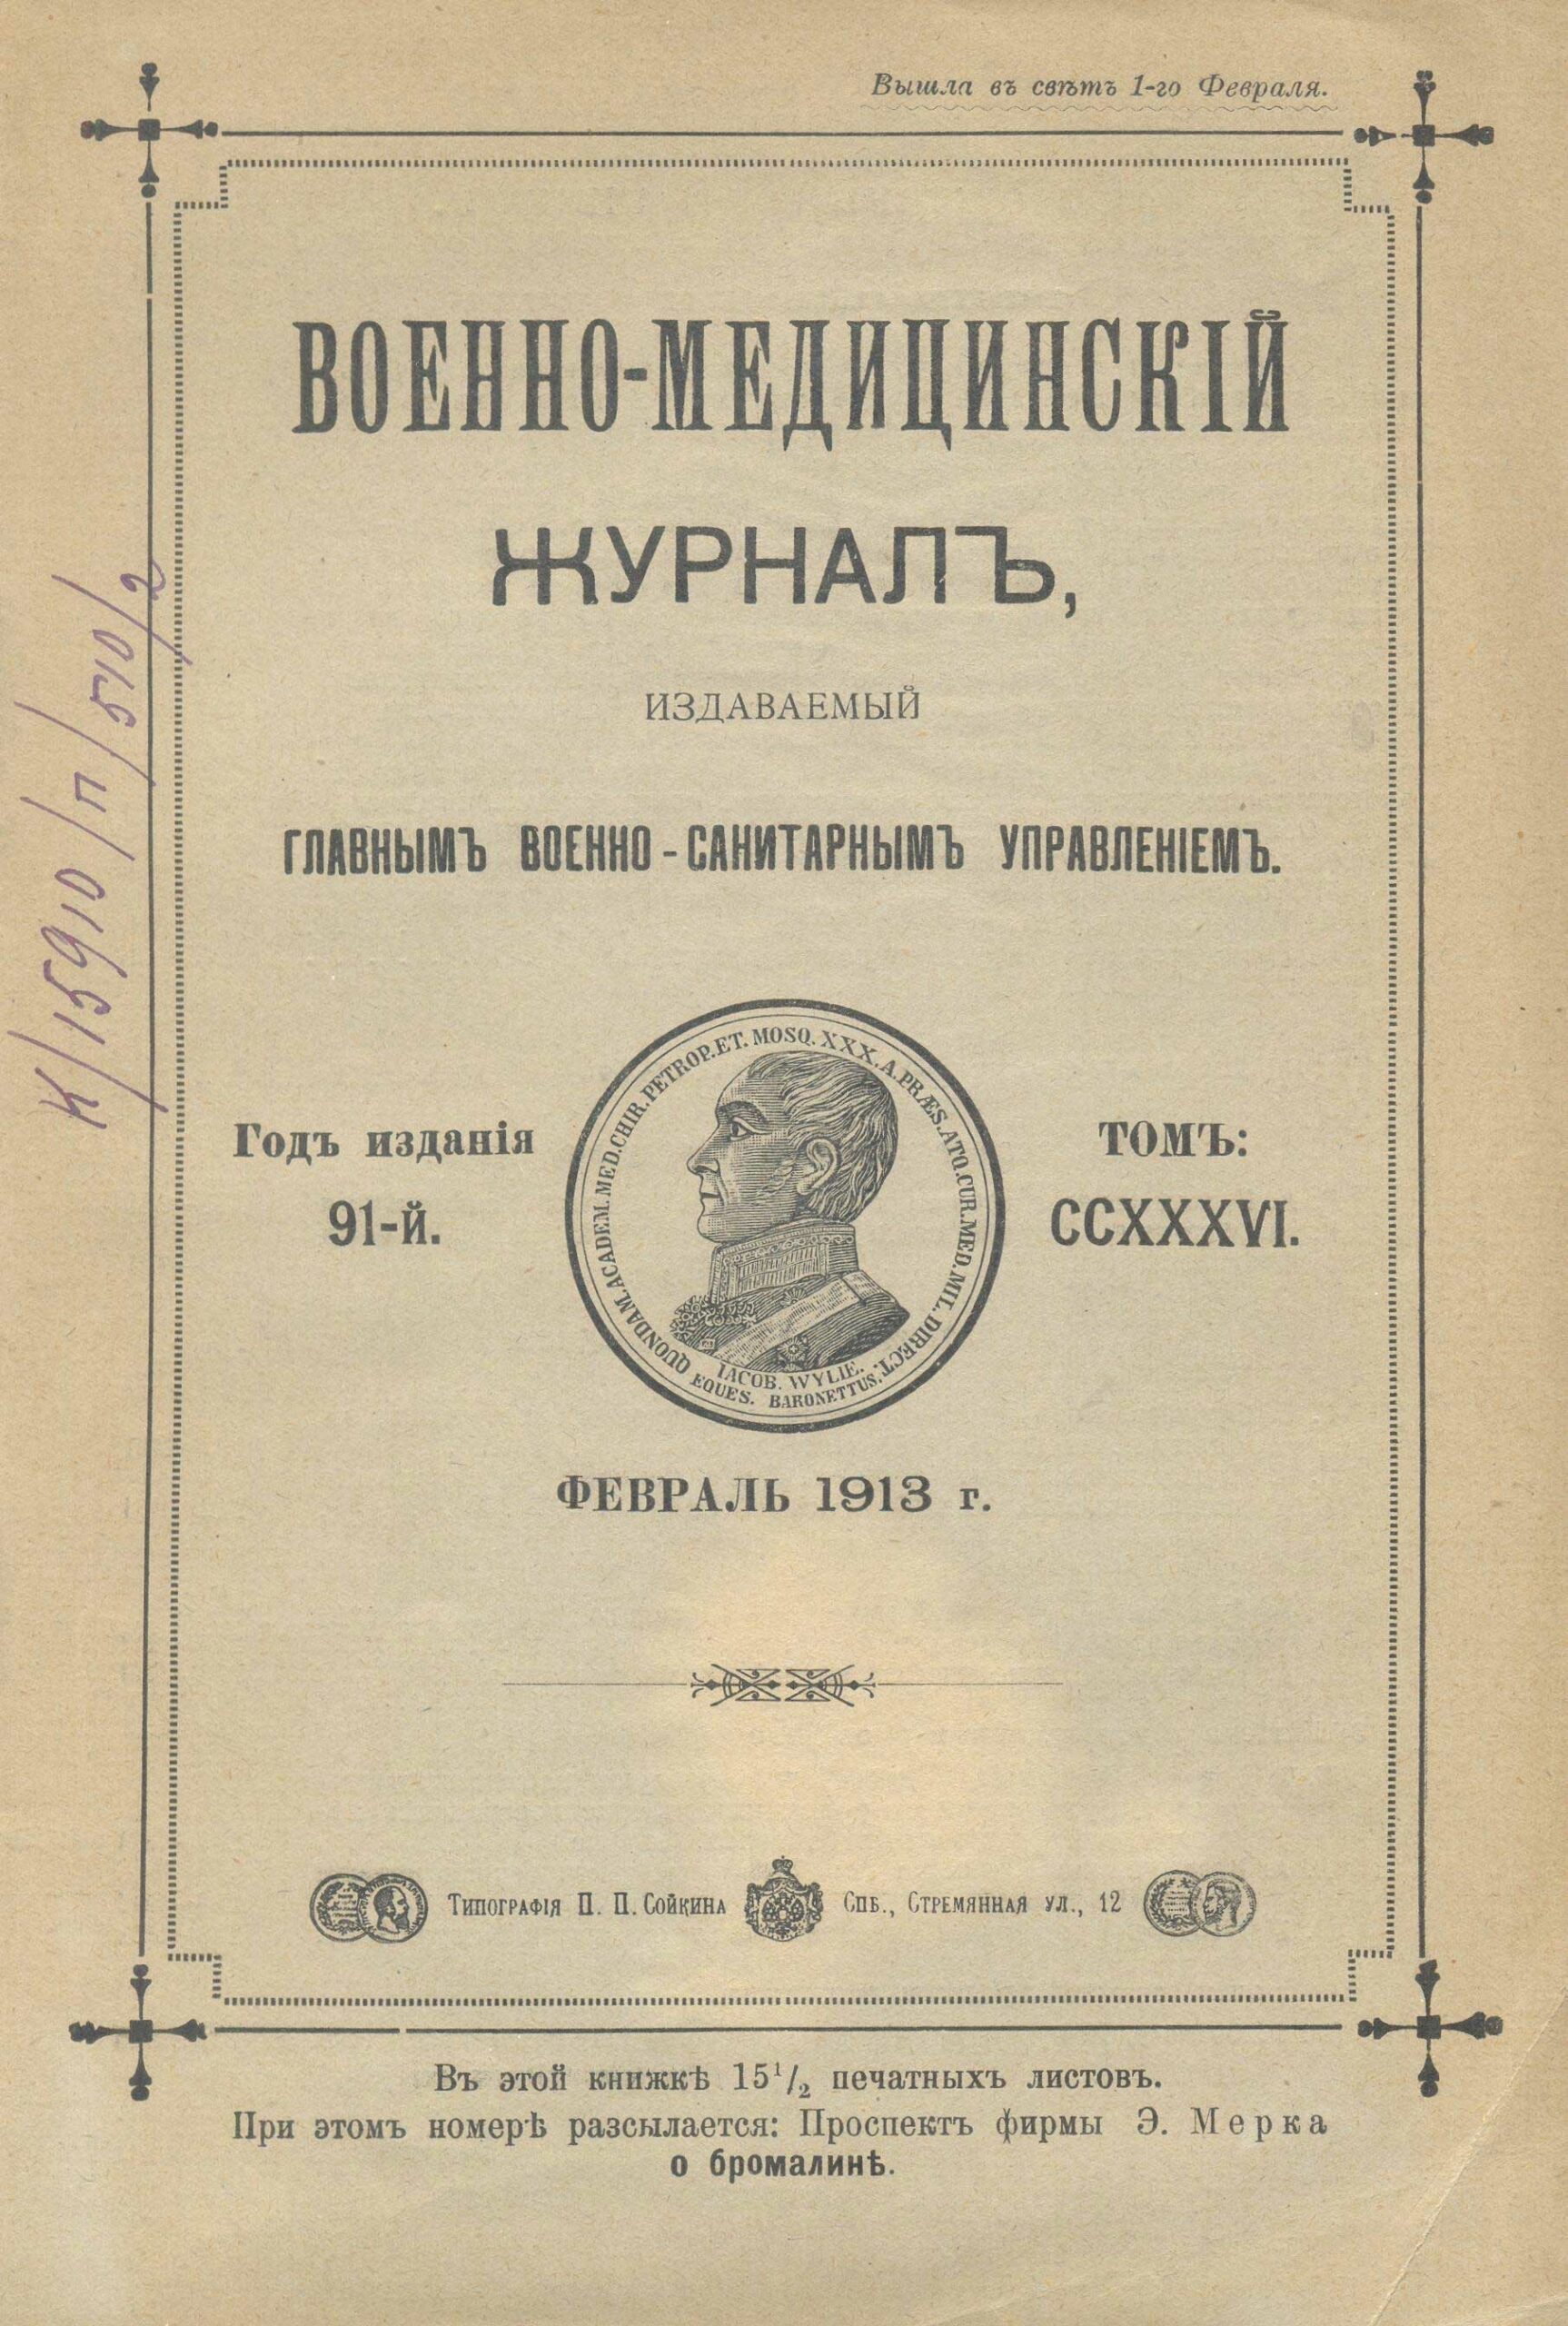 Вышла въ свѣтъ 1-го Февраля.
ВОЕННО-МЕДИЦИНСКІЙ
ЖУРНАЛЪ,
ИЗДАВАЕМЫЙ
ГЛАВНЫМЪ ВОЕННО-САНИТАРНЫМЪ УПРАВЛЕНІЕМЪ.
К/15910/п/510/2
Годъ изданія
91-й.
QUONDAM. ACADEM. MED. CHIR. PETROP. ET. MOSQ. XXX. A. PRÆS. ATQ. CUR. MED. MIL. DIRECT.
IACOB. WYLIE.
EQUES. BARONETTUS.
ТОМЪ:
CCXXXVI.
ФЕВРАЛЬ 1913 г.
Типографія П. П. Сойкина Спб., Стремянная ул., 12
Въ этой книжкѣ 15¹/₂ печатныхъ листовъ.
При этомъ номерѣ разсылается: Проспектъ фирмы Э. Мерка
о бромалинѣ.